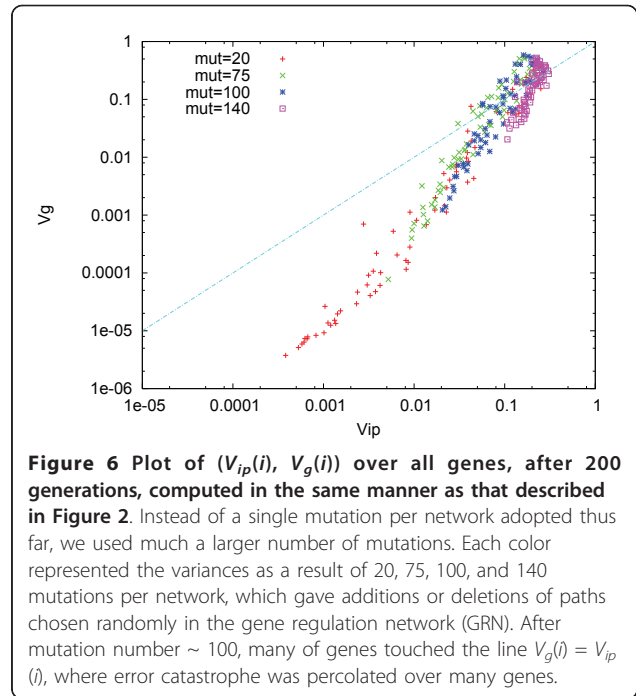 1
mut=20
mut=75
mut=100
mut=140
0.1
0.01
Vg
0.001
0.0001
1e-05
1e-06
1e-05
0.0001
0.001
0.01
0.1
1
Vip
Figure 6 Plot of (Vip(i), Vg(i)) over all genes, after 200
generations, computed in the same manner as that described
in Figure 2. Instead of a single mutation per network adopted thus
far, we used much a larger number of mutations. Each color
represented the variances as a result of 20, 75, 100, and 140
mutations per network, which gave additions or deletions of paths
chosen randomly in the gene regulation network (GRN). After
mutation number ~ 100, many of genes touched the line Vg(i) = Vip
(i), where error catastrophe was percolated over many genes.